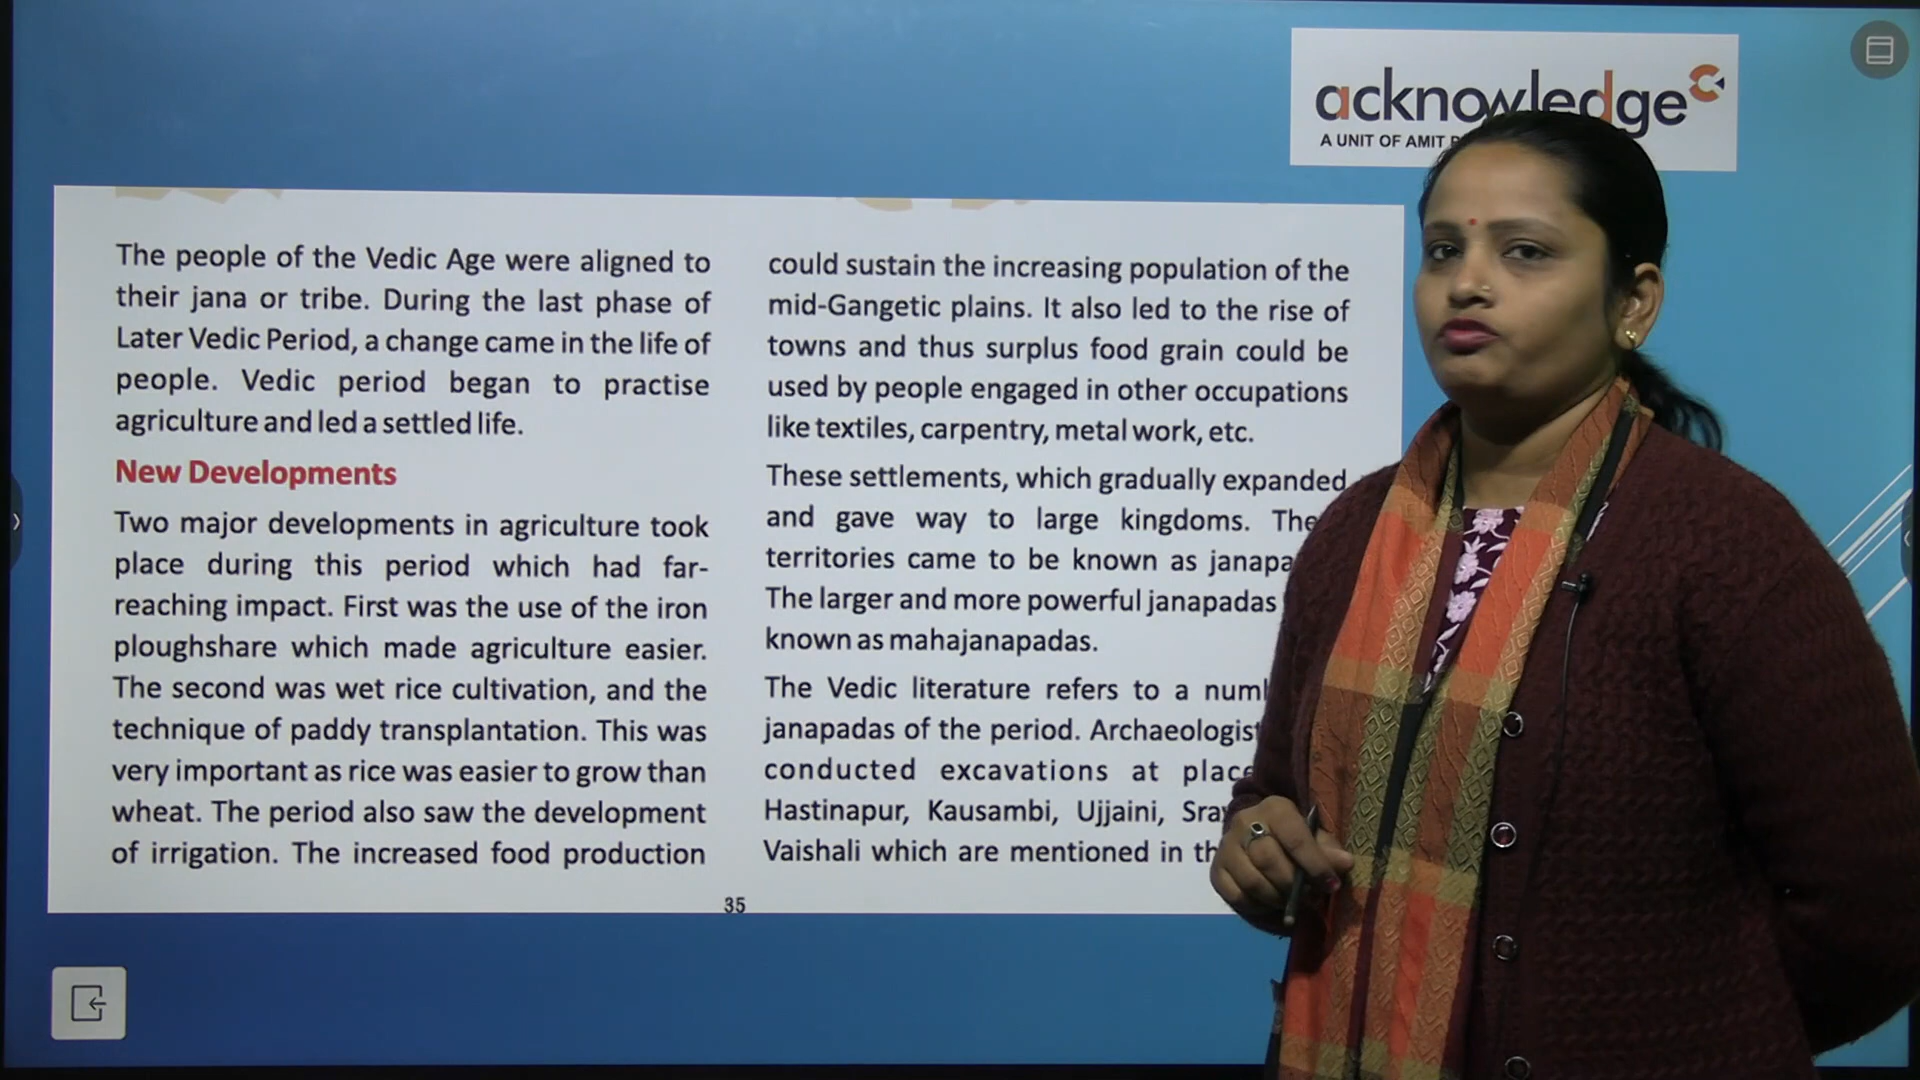 acknowledge
A UNIT OF AMIT
The people of the Vedic Age were aligned to
their jana or tribe. During the last phase of
Later Vedic Period, a change came in the life of
people. Vedic period began to practise
agriculture and led a settled life.
New Developments
Two major developments in agriculture took
place during this period which had far-
reaching impact. First was the use of the iron
ploughshare which made agriculture easier.
The second was wet rice cultivation, and the
technique of paddy transplantation. This was
very important as rice was easier to grow than
wheat. The period also saw the development
of irrigation. The increased food production
could sustain the increasing population of the
mid-Gangetic plains. It also led to the rise of
towns and thus surplus food grain could be
used by people engaged in other occupations
like textiles, carpentry, metal work, etc.
These settlements, which gradually expanded
and gave way to large kingdoms.
territories came to be known as
The larger and more powerful janapadas
known as mahajanapadas.
The Vedic literature refers to a
janapadas of the period.
conducted excavations at
Hastinapur, Kausambi, Ujjaini,
Vaishali which are mentioned in
35